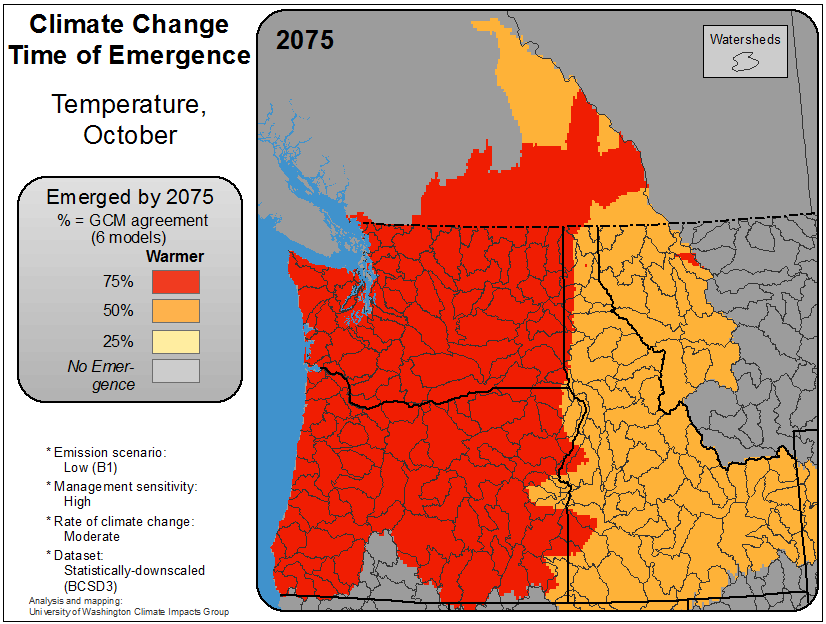 Climate Change
Time of Emergence
Temperature,
October
Emerged by 2075
% = GCM agreement
(6 models)
Warmer
75%
50%
25%
No Emer-
gence
* Emission scenario:
Low (B1)
* Management sensitivity:
High
* Rate of climate change:
Moderate
* Dataset:
Statistically-downscaled
(BCSD3)
Analysis and mapping:
University of Washington Climate Impacts Group
2075
Watersheds